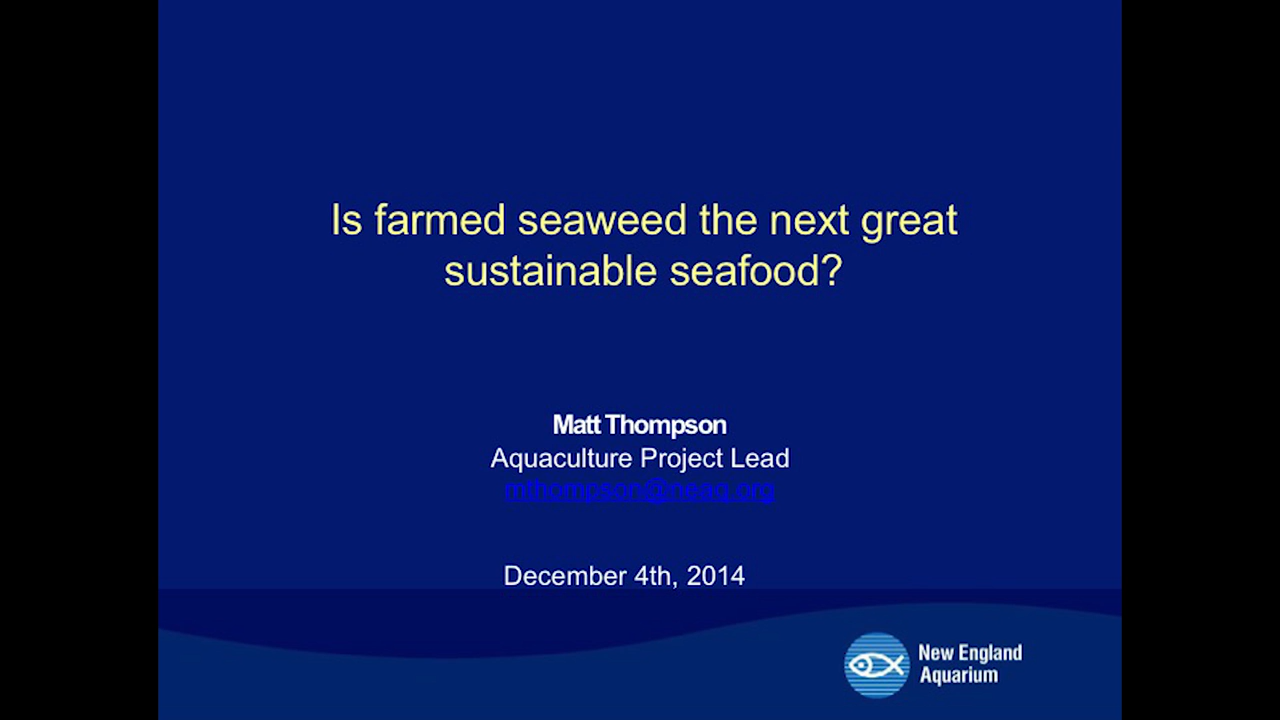 Is farmed seaweed the next great
sustainable seafood?
Matt Thompson
Aquaculture Project Lead
mthompson@neaq.org
December 4th, 2014
New England
Aquarium